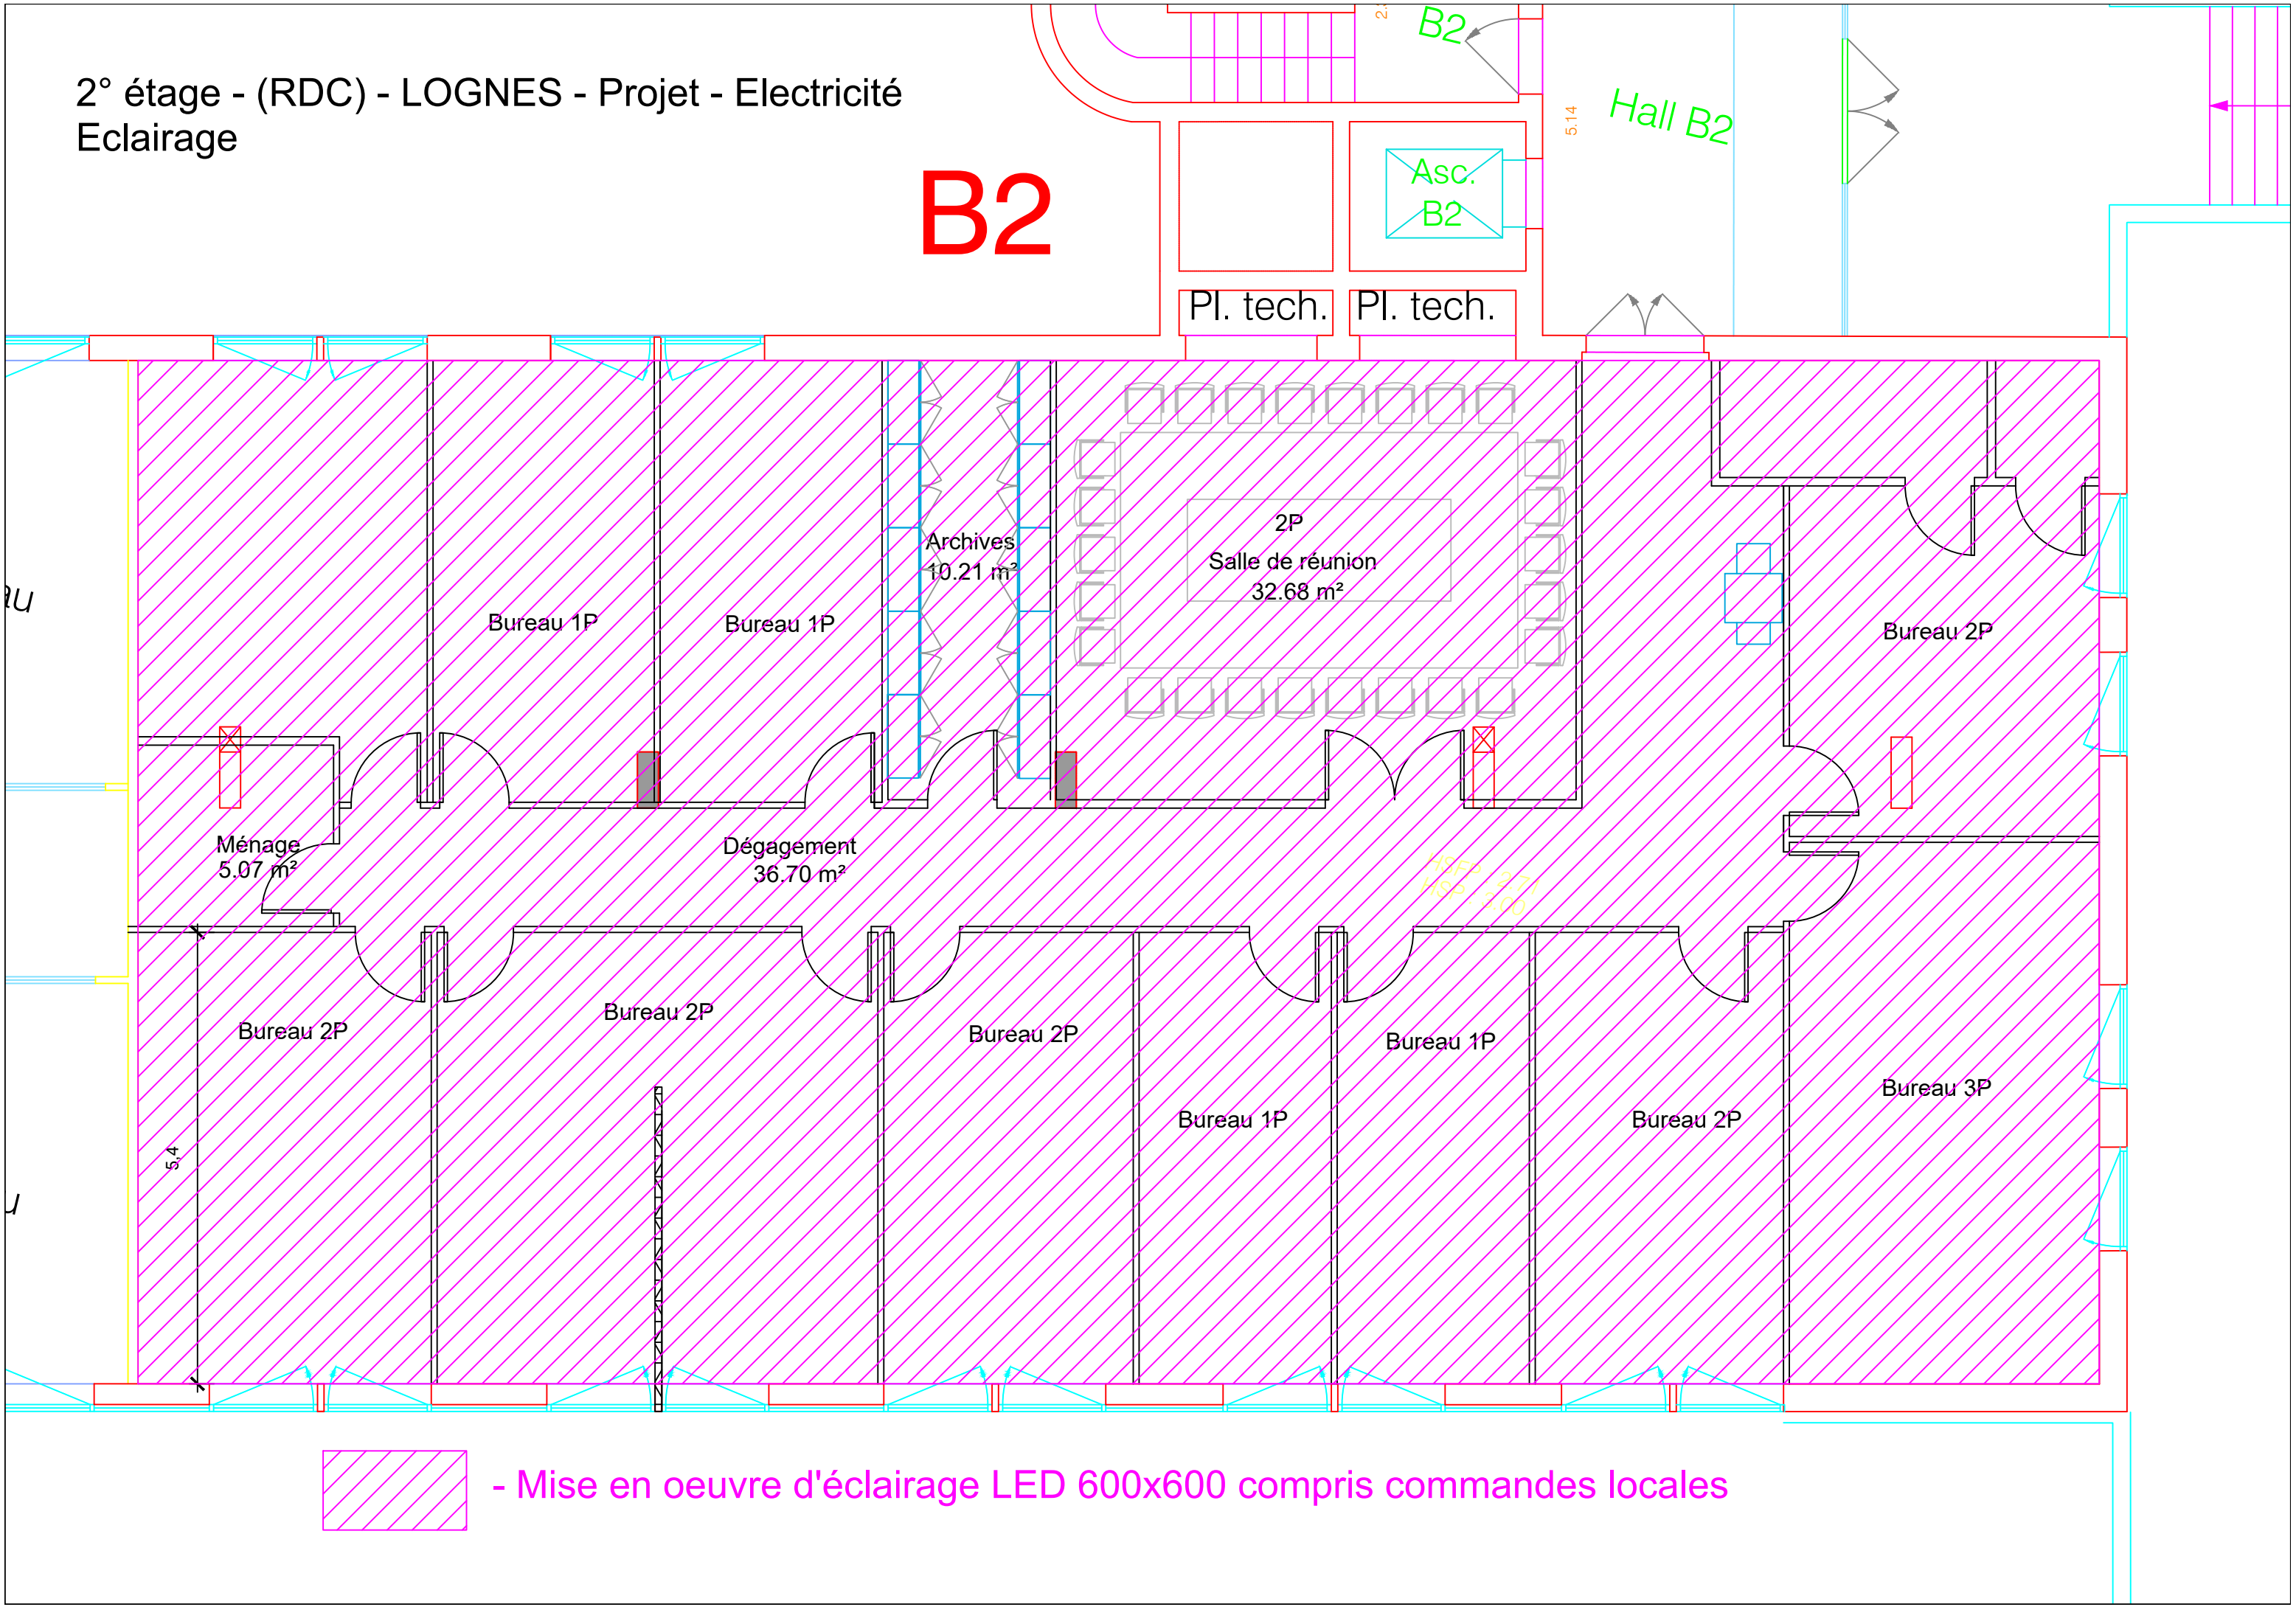 2° étage - (RDC) - LOGNES - Projet - Electricité
Eclairage
B2
B2
Hall B2
5.14
Asc.
B2
Pl. tech.
Pl. tech.
Archives
10.21 m²
2P
Salle de réunion
32.68 m²
Bureau 1P
Bureau 1P
Bureau 2P
Ménage
5.07 m²
Dégagement
36.70 m²
Bureau 2P
Bureau 2P
Bureau 2P
Bureau 1P
Bureau 1P
Bureau 2P
Bureau 3P
5,4
- Mise en oeuvre d'éclairage LED 600x600 compris commandes locales